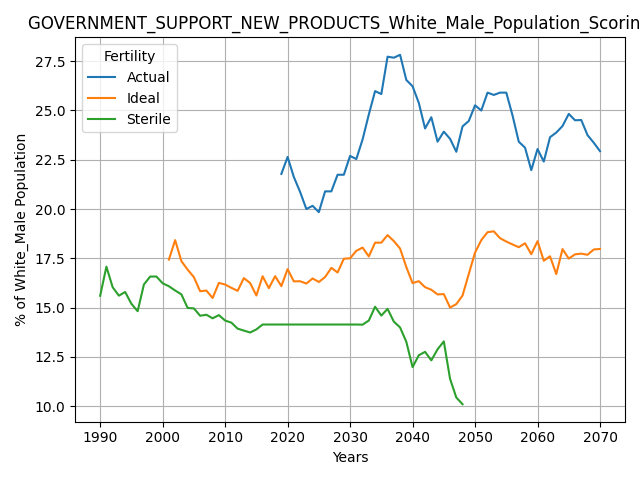 GOVERNMENT_SUPPORT_NEW_PRODUCTS_White_Male_Population_Scorin
Fertility
Actual
Ideal
Sterile
% of White_Male Population
27.5
25.0
22.5
20.0
17.5
15.0
12.5
10.0
1990 2000 2010 2020 2030 2040 2050 2060 2070
Years